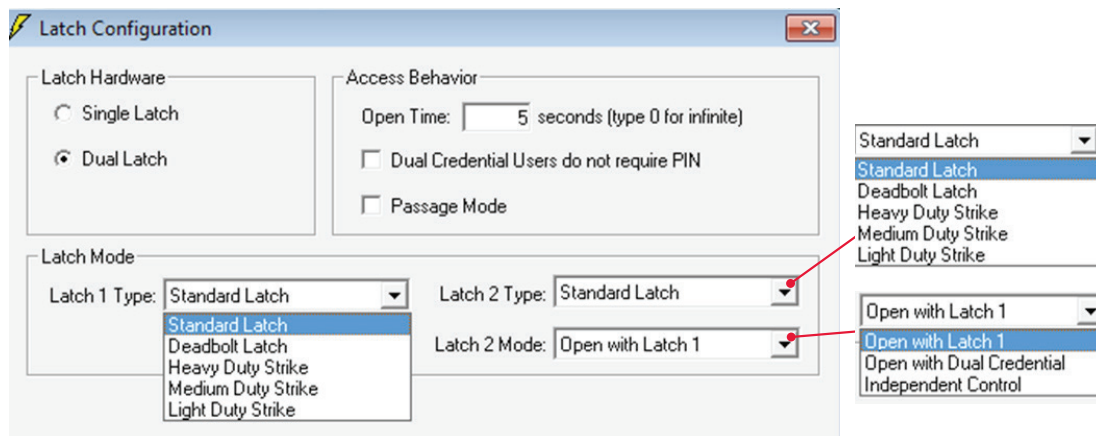 Latch Configuration
Latch Hardware
Single Latch
Dual Latch
Access Behavior
Open Time: 5 seconds (type 0 for infinite)
Dual Credential Users do not require PIN
Passage Mode
Latch Mode
Latch 1 Type: Standard Latch
Standard Latch
Deadbolt Latch
Heavy Duty Strike
Medium Duty Strike
Light Duty Strike
Latch 2 Type: Standard Latch
Latch 2 Mode: Open with Latch 1
Standard Latch
Standard Latch
Deadbolt Latch
Heavy Duty Strike
Medium Duty Strike
Light Duty Strike
Open with Latch 1
Open with Latch 1
Open with Dual Credential
Independent Control